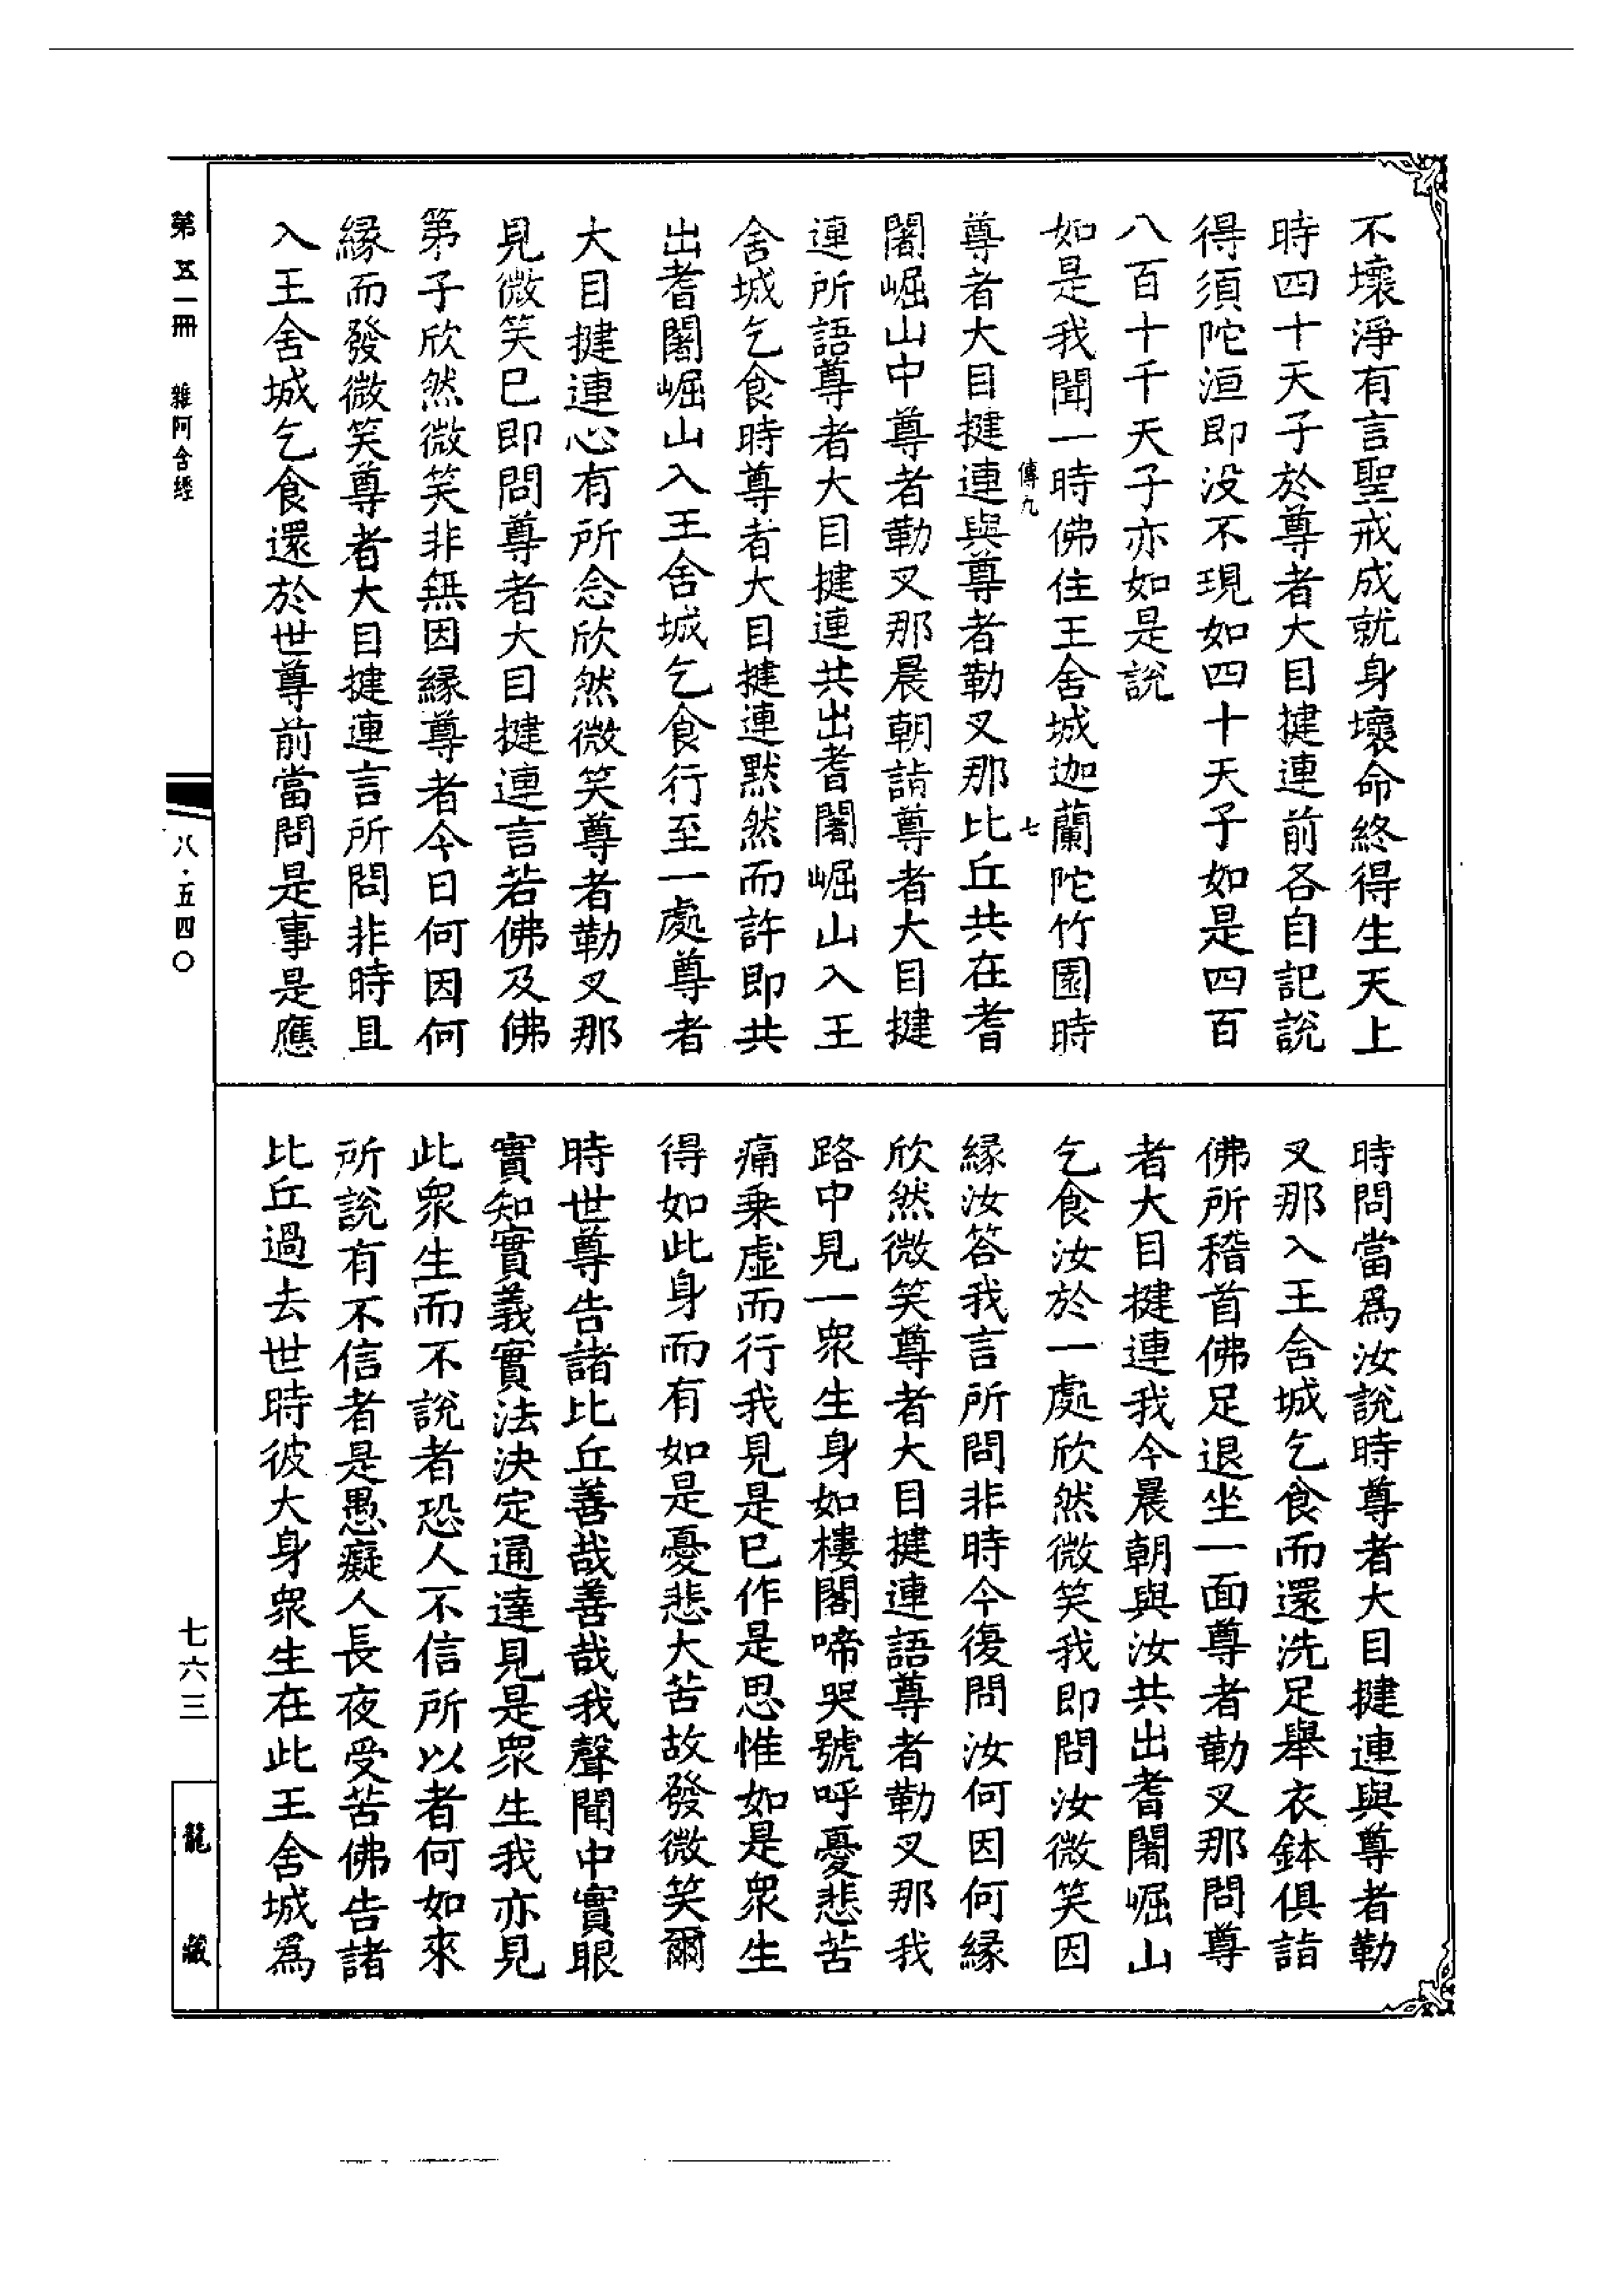 不壞淨有言聖戒成就身壞命終得生天上
時四十天子於尊者大目揵連前各自記說
得須陀洹即没不現如四十天子如是四百
八百十千天子亦如是說
如是我聞一時佛住王舍城迦蘭陀竹園時
傳九
七
尊者大目揵連與尊者勒叉那比丘共在耆
闍崛山中尊者勒叉那晨朝詣尊者大目揵
連所語尊者大目揵連共出耆闍崛山入王
舍城乞食時尊者大目揵連默然而許即共
出耆闍崛山入王舍城乞食行至一處尊者
大目揵連心有所念欣然微笑尊者勒叉那
見微笑已即問尊者大目揵連言若佛及佛
弟子欣然微笑非無因緣尊者今日何因何
緣而發微笑尊者大目揵連言所問非時且
入王舍城乞食還於世尊前當問是事是應
時問當爲汝說時尊者大目揵連與尊者勒
叉那入王舍城乞食而還洗足舉衣鉢俱詣
佛所稽首佛足退坐一面尊者勒叉那問尊
者大目揵連我今晨朝與汝共出耆闍崛山
乞食汝於一處欣然微笑我即問汝微笑因
緣汝答我言所問非時今復問汝何因何緣
欣然微笑尊者大目揵連語尊者勒叉那我
路中見一衆生身如樓閣啼哭號呼憂悲苦
痛乗虛而行我見是已作是思惟如是衆生
得如此身而有如是憂悲大苦故發微笑爾
時世尊告諸比丘善哉善哉我聲聞中實眼
實知實義實法決定通達見是衆生我亦見
此衆生而不說者恐人不信所以者何如來
所說有不信者是愚癡人長夜受苦佛告諸
比丘過去世時彼大身衆生在此王舍城爲
第五一冊　雜阿含經
八·五四〇
七六三
龍藏